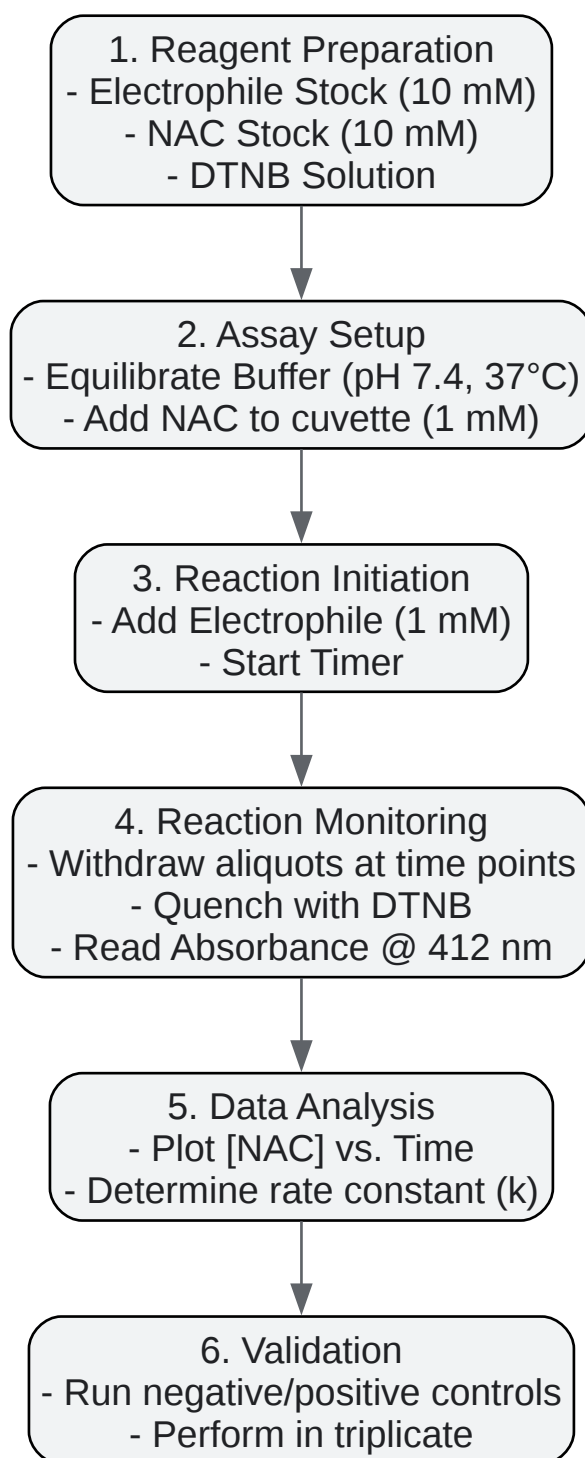 1. Reagent Preparation
- Electrophile Stock (10 mM)
- NAC Stock (10 mM)
- DTNB Solution
2. Assay Setup
- Equilibrate Buffer (pH 7.4, 37°C)
- Add NAC to cuvette (1 mM)
3. Reaction Initiation
- Add Electrophile (1 mM)
- Start Timer
4. Reaction Monitoring
- Withdraw aliquots at time points
- Quench with DTNB
- Read Absorbance @ 412 nm
5. Data Analysis
- Plot [NAC] vs. Time
- Determine rate constant (k)
6. Validation
- Run negative/positive controls
- Perform in triplicate